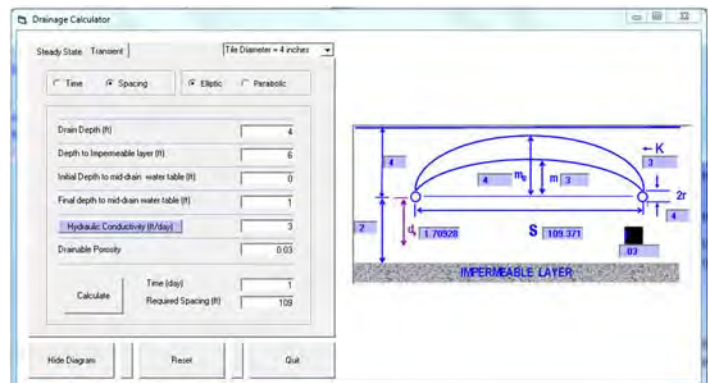 Drainage Calculator
Steady State Transient Tile Diameter = 4 inches
Time Spacing Elliptic Parabolic
Drain Depth (ft) 4
Depth to Impermeable layer (ft) 6
Initial Depth to mid-drain water table (ft) 0
Final depth to mid-drain water table (ft) 1
Hydraulic Conductivity (ft/day) 3
Drainable Porosity 0.03
Calculate
Time (day) 1
Required Spacing (ft) 109
Hide Diagram Reset Quit
K
4 3
4 m₀ m 3
2r
4
2 d 1.70928 S 109.371
.03
IMPERMEABLE LAYER